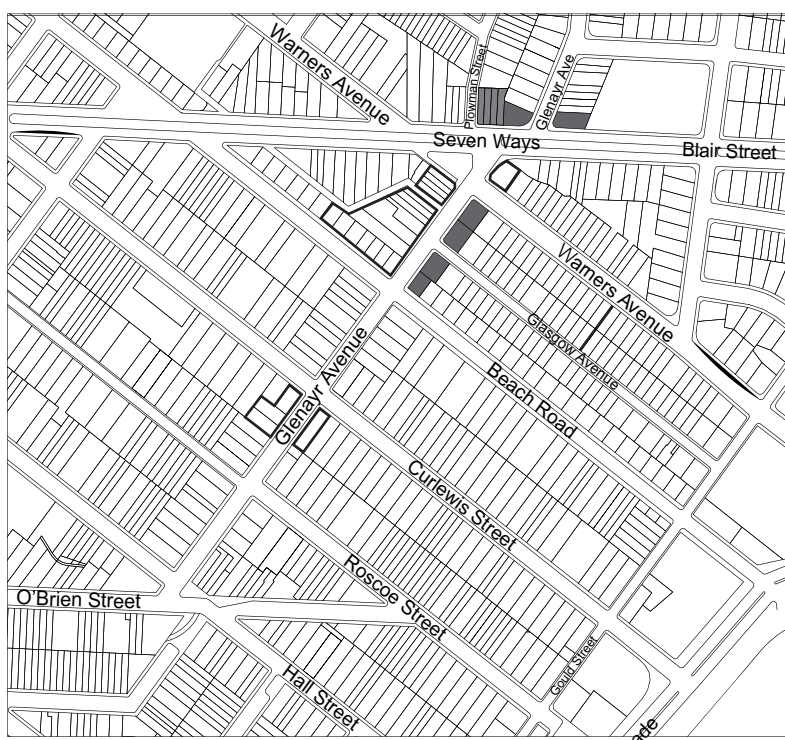 Warners Avenue
Plowman Street
Glenayr Ave
Seven Ways
Blair Street
Warners Avenue
Glasgow Avenue
Glenayr Avenue
Beach Road
Curlewis Street
Roscoe Street
O'Brien Street
Gould Street
Hall Street
ade